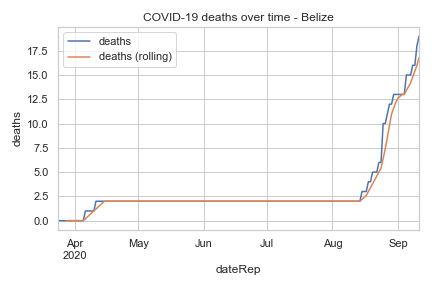 COVID-19 deaths over time - Belize
deaths
deaths (rolling)
17.5
15.0
12.5
10.0
7.5
5.0
2.5
0.0
deaths
Apr
2020
May
Jun
Jul
Aug
Sep
dateRep